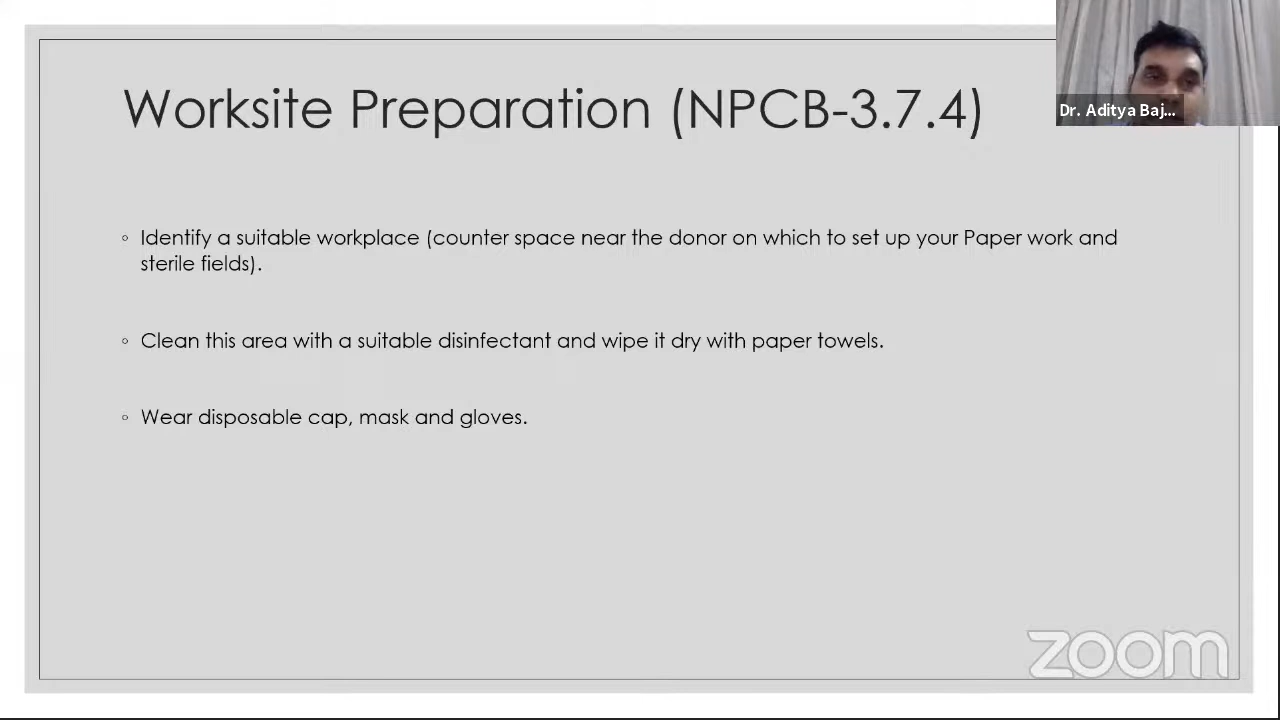 Worksite Preparation (NPCB-3.7.4)
Dr. Aditya Baj...
◦ Identify a suitable workplace (counter space near the donor on which to set up your Paper work and
sterile fields).
◦ Clean this area with a suitable disinfectant and wipe it dry with paper towels.
◦ Wear disposable cap, mask and gloves.
zoom